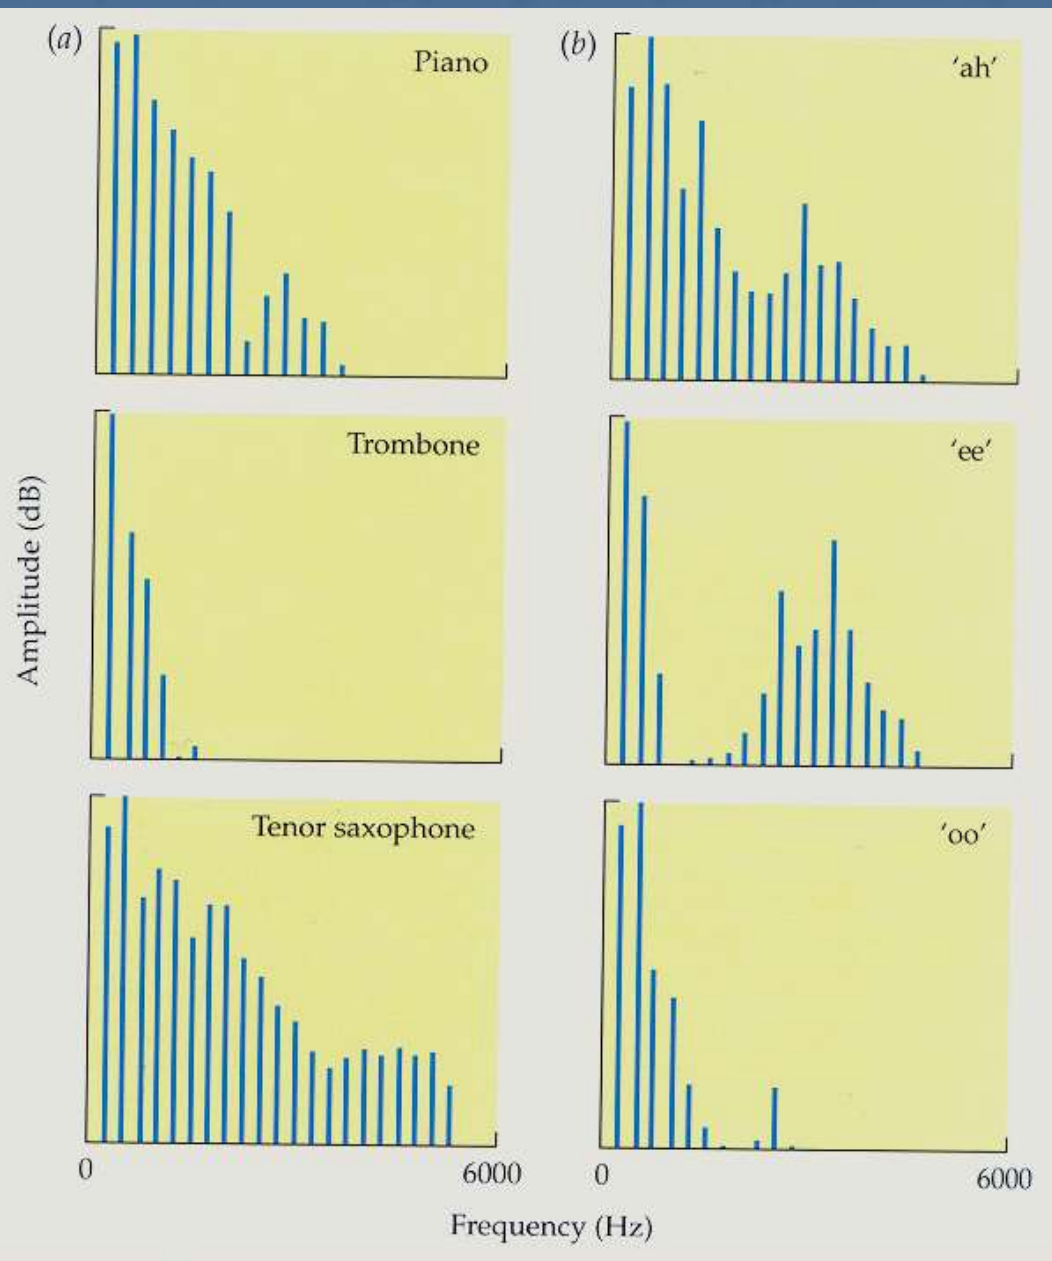 (a)
Piano
(b)
‘ah’
Trombone
‘ee’
Amplitude (dB)
Tenor saxophone
‘oo’
0
6000
0
6000
Frequency (Hz)